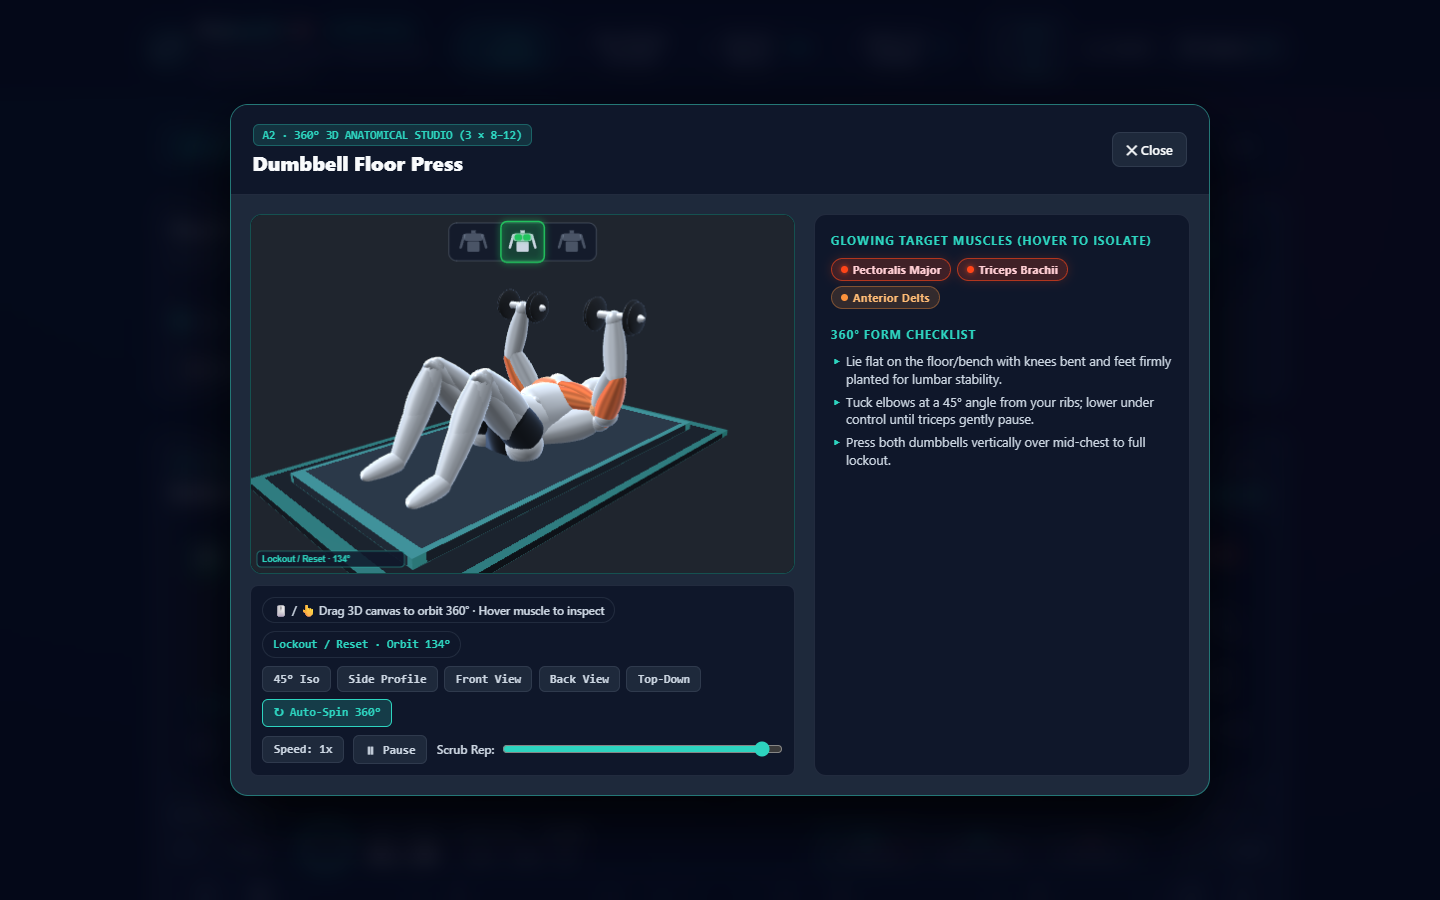 A2 · 360° 3D ANATOMICAL STUDIO (3 × 8–12)
Dumbbell Floor Press
✕ Close
Lockout / Reset · 134°
/ 👆 Drag 3D canvas to orbit 360° · Hover muscle to inspect
Lockout / Reset · Orbit 134°
45° Iso
Side Profile
Front View
Back View
Top-Down
↻ Auto-Spin 360°
Speed: 1x
⏸ Pause
Scrub Rep:
GLOWING TARGET MUSCLES (HOVER TO ISOLATE)
Pectoralis Major
Triceps Brachii
Anterior Delts
360° FORM CHECKLIST
▸ Lie flat on the floor/bench with knees bent and feet firmly
planted for lumbar stability.
▸ Tuck elbows at a 45° angle from your ribs; lower under
control until triceps gently pause.
▸ Press both dumbbells vertically over mid-chest to full
lockout.